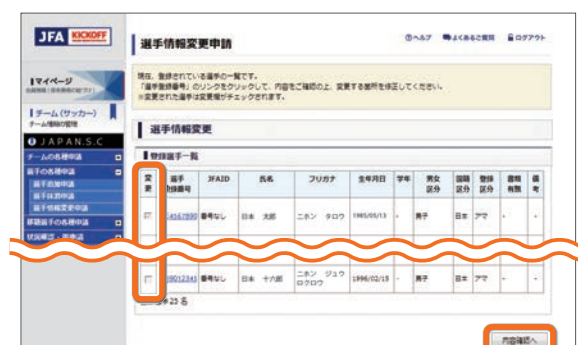 JFA KICKOFF
選手情報変更申請
ヘルプ よくあるご質問 ログアウト
マイページ
現在、登録されている選手の一覧です。
「選手登録番号」のリンクをクリックして、内容をご確認の上、変更する箇所を修正してください。
※変更された選手は変更欄がチェックされます。
チーム (サッカー)
チーム情報の管理
選手情報変更
JAPAN.S.C
登録選手一覧
チームの各種申請
選手の各種申請
選手追加申請
選手抹消申請
選手情報変更申請
移籍選手の各種申請
変更 選手登録番号 JFAID 氏名 フリガナ 生年月日 学年 男女区分 国籍区分 登録区分 書類有無 備考
番号なし 日本 太郎 ニホン タロウ 1985/05/13 - 男子 日本 アマ - -
番号なし 日本 十六郎 ニホン ジュウロクロウ 1996/02/15 - 男子 日本 アマ - -
25 名
内容確認へ